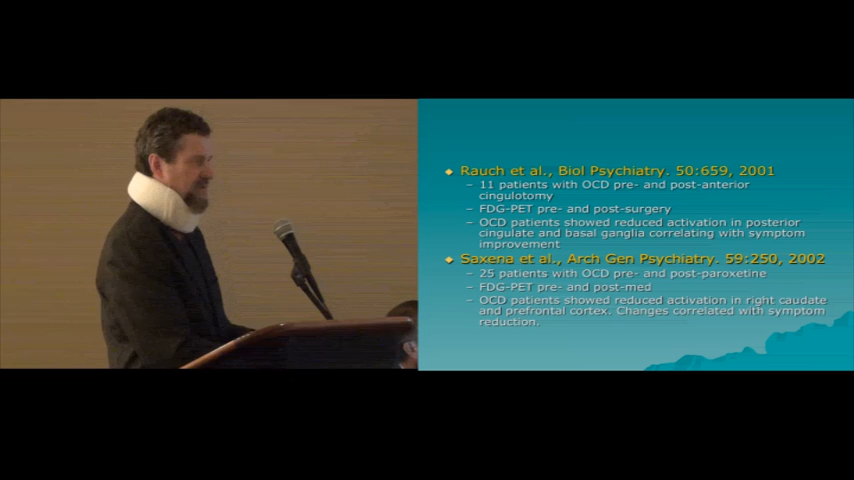 ◆ Rauch et al., Biol Psychiatry. 50:659, 2001
– 11 patients with OCD pre- and post-anterior
cingulotomy
– FDG-PET pre- and post-surgery
– OCD patients showed reduced activation in posterior
cingulate and basal ganglia correlating with symptom
improvement
◆ Saxena et al., Arch Gen Psychiatry. 59:250, 2002
– 25 patients with OCD pre- and post-paroxetine
– FDG-PET pre- and post-med
– OCD patients showed reduced activation in right caudate
and prefrontal cortex. Changes correlated with symptom
reduction.